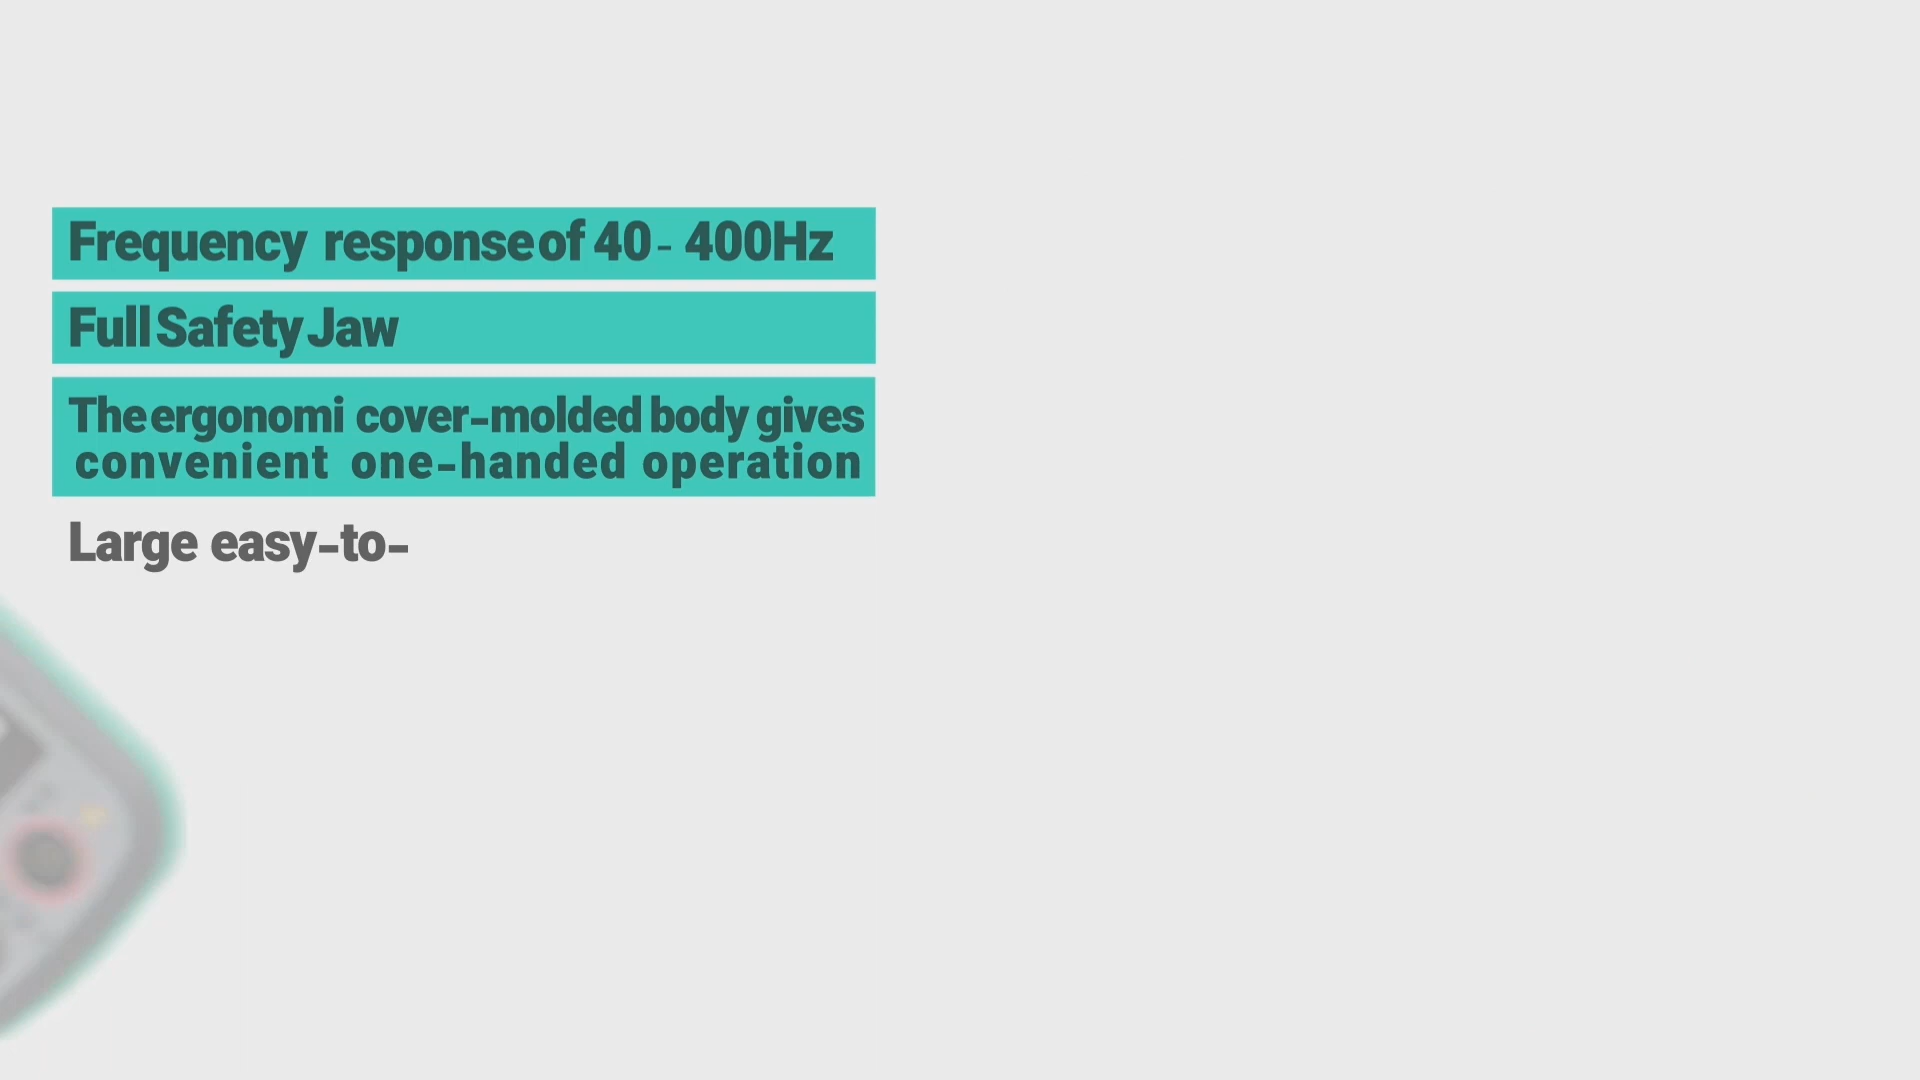 Frequency response of 40 - 400Hz
Full Safety Jaw
The ergonomi cover-molded body gives
convenient one-handed operation
Large easy-to-